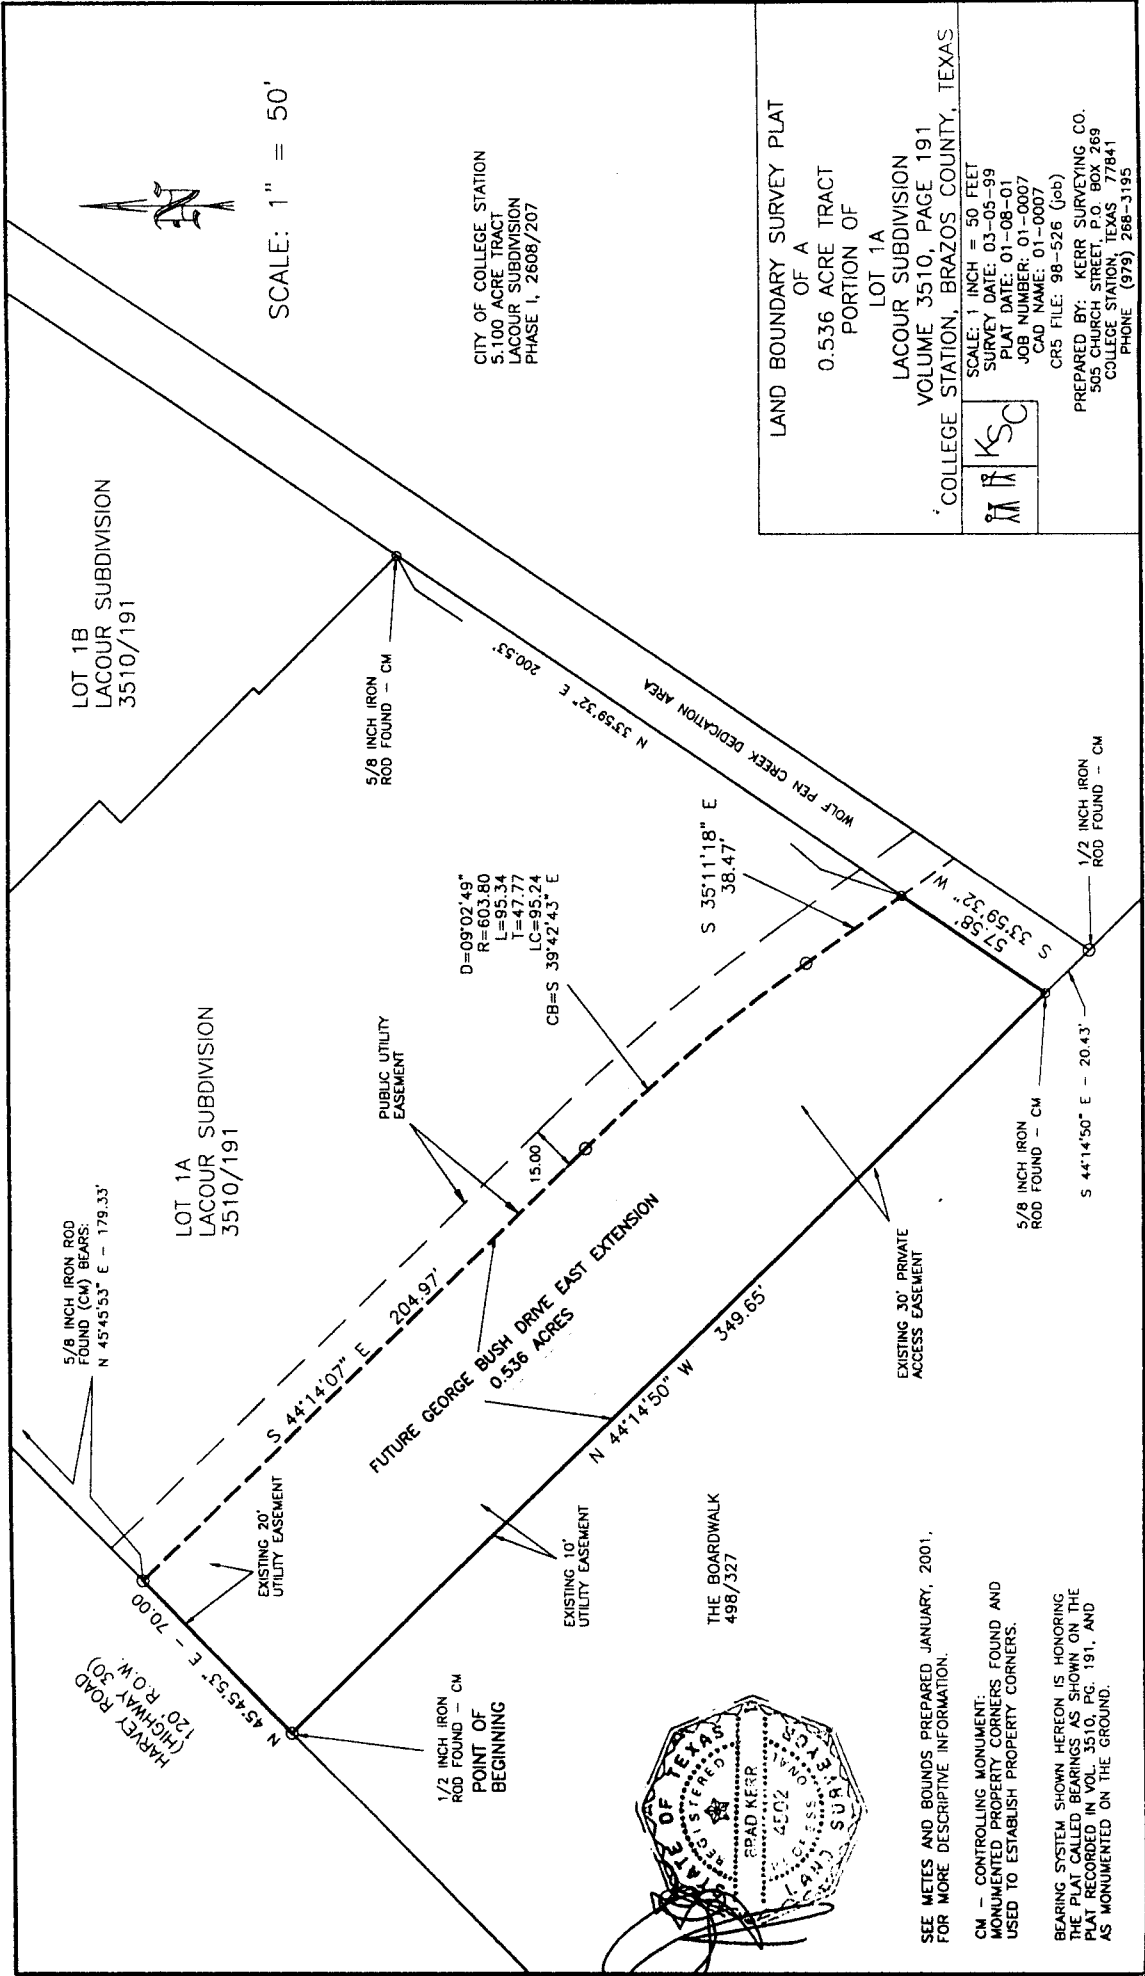 SCALE: 1" = 50'
LOT 1B
LACOUR SUBDIVISION
3510/191
CITY OF COLLEGE STATION
5.100 ACRE TRACT
LACOUR SUBDIVISION
PHASE I, 2608/207
5/8 INCH IRON
ROD FOUND - CM
N 33°59'32" E 200.53'
WOLF PEN CREEK DEDICATION AREA
LOT 1A
LACOUR SUBDIVISION
3510/191
5/8 INCH IRON ROD
FOUND (CM) BEARS:
N 45°45'53" E - 179.33'
PUBLIC UTILITY
EASEMENT
D=09°02'49"
R=603.80
L=95.34
T=47.77
LC=95.24
CB=S 39°42'43" E
S 35°11'18" E
38.47'
57.58'
S 33°59'32" W
1/2 INCH IRON
ROD FOUND - CM
15.00
S 44°14'07" E 204.97'
FUTURE GEORGE BUSH DRIVE EAST EXTENSION
0.536 ACRES
HARVEY ROAD
(HIGHWAY 30)
120' R.O.W.
N 45°45'53" E - 70.00
EXISTING 20'
UTILITY EASEMENT
N 44°14'50" W 349.65'
EXISTING 30' PRIVATE
ACCESS EASEMENT
5/8 INCH IRON
ROD FOUND - CM
S 44°14'50" E - 20.43'
EXISTING 10'
UTILITY EASEMENT
THE BOARDWALK
498/327
1/2 INCH IRON
ROD FOUND - CM
POINT OF
BEGINNING
STATE OF TEXAS
REGISTERED
BRAD KERR
4502
PROFESSIONAL
LAND SURVEYOR
SEE METES AND BOUNDS PREPARED JANUARY, 2001,
FOR MORE DESCRIPTIVE INFORMATION.
CM - CONTROLLING MONUMENT:
MONUMENTED PROPERTY CORNERS FOUND AND
USED TO ESTABLISH PROPERTY CORNERS.
BEARING SYSTEM SHOWN HEREON IS HONORING
THE PLAT CALLED BEARINGS AS SHOWN ON THE
PLAT RECORDED IN VOL. 3510, PG. 191, AND
AS MONUMENTED ON THE GROUND.
LAND BOUNDARY SURVEY PLAT
OF A
0.536 ACRE TRACT
PORTION OF
LOT 1A
LACOUR SUBDIVISION
VOLUME 3510, PAGE 191
COLLEGE STATION, BRAZOS COUNTY, TEXAS
KSC
SCALE: 1 INCH = 50 FEET
SURVEY DATE: 03-05-99
PLAT DATE: 01-08-01
JOB NUMBER: 01-0007
CAD NAME: 01-0007
CR5 FILE: 98-526 (job)
PREPARED BY: KERR SURVEYING CO.
505 CHURCH STREET, P.O. BOX 269
COLLEGE STATION, TEXAS 77841
PHONE (979) 268-3195